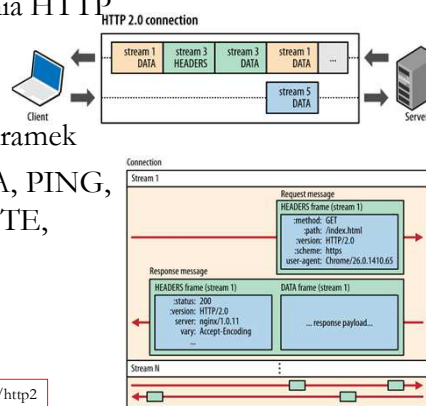 nia HTTP
HTTP 2.0 connection
stream 1 DATA
stream 3 HEADERS
stream 3 DATA
stream 1 DATA
...
stream 5 DATA
Client
Server
ramek
A, PING,
TE,
Connection
Stream 1
Request message
HEADERS frame (stream 1)
:method: GET
:path: /index.html
:version: HTTP/2.0
:scheme: https
user-agent: Chrome/26.0.1410.65
Response message
HEADERS frame (stream 1)
:status: 200
:version: HTTP/2.0
server: nginx/1.0.11
vary: Accept-Encoding
...
DATA frame (stream 1)
... response payload...
Stream N
/http2